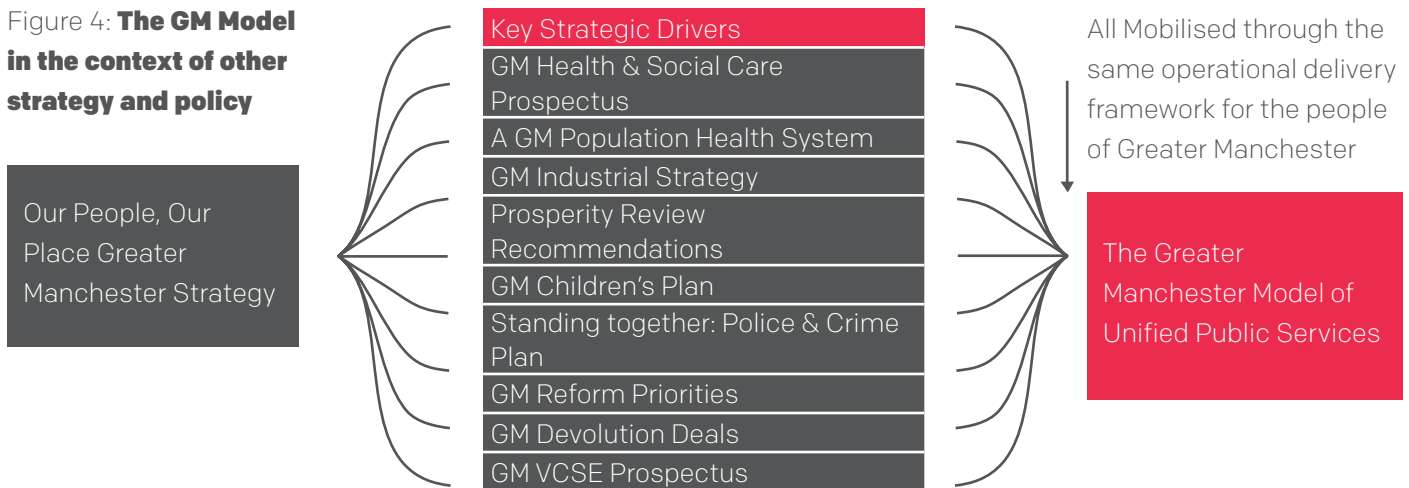 Figure 4: The GM Model
in the context of other
strategy and policy
Our People, Our
Place Greater
Manchester Strategy
Key Strategic Drivers
GM Health & Social Care
Prospectus
A GM Population Health System
GM Industrial Strategy
Prosperity Review
Recommendations
GM Children's Plan
Standing together: Police & Crime
Plan
GM Reform Priorities
GM Devolution Deals
GM VCSE Prospectus
All Mobilised through the
same operational delivery
framework for the people
of Greater Manchester
The Greater
Manchester Model of
Unified Public Services